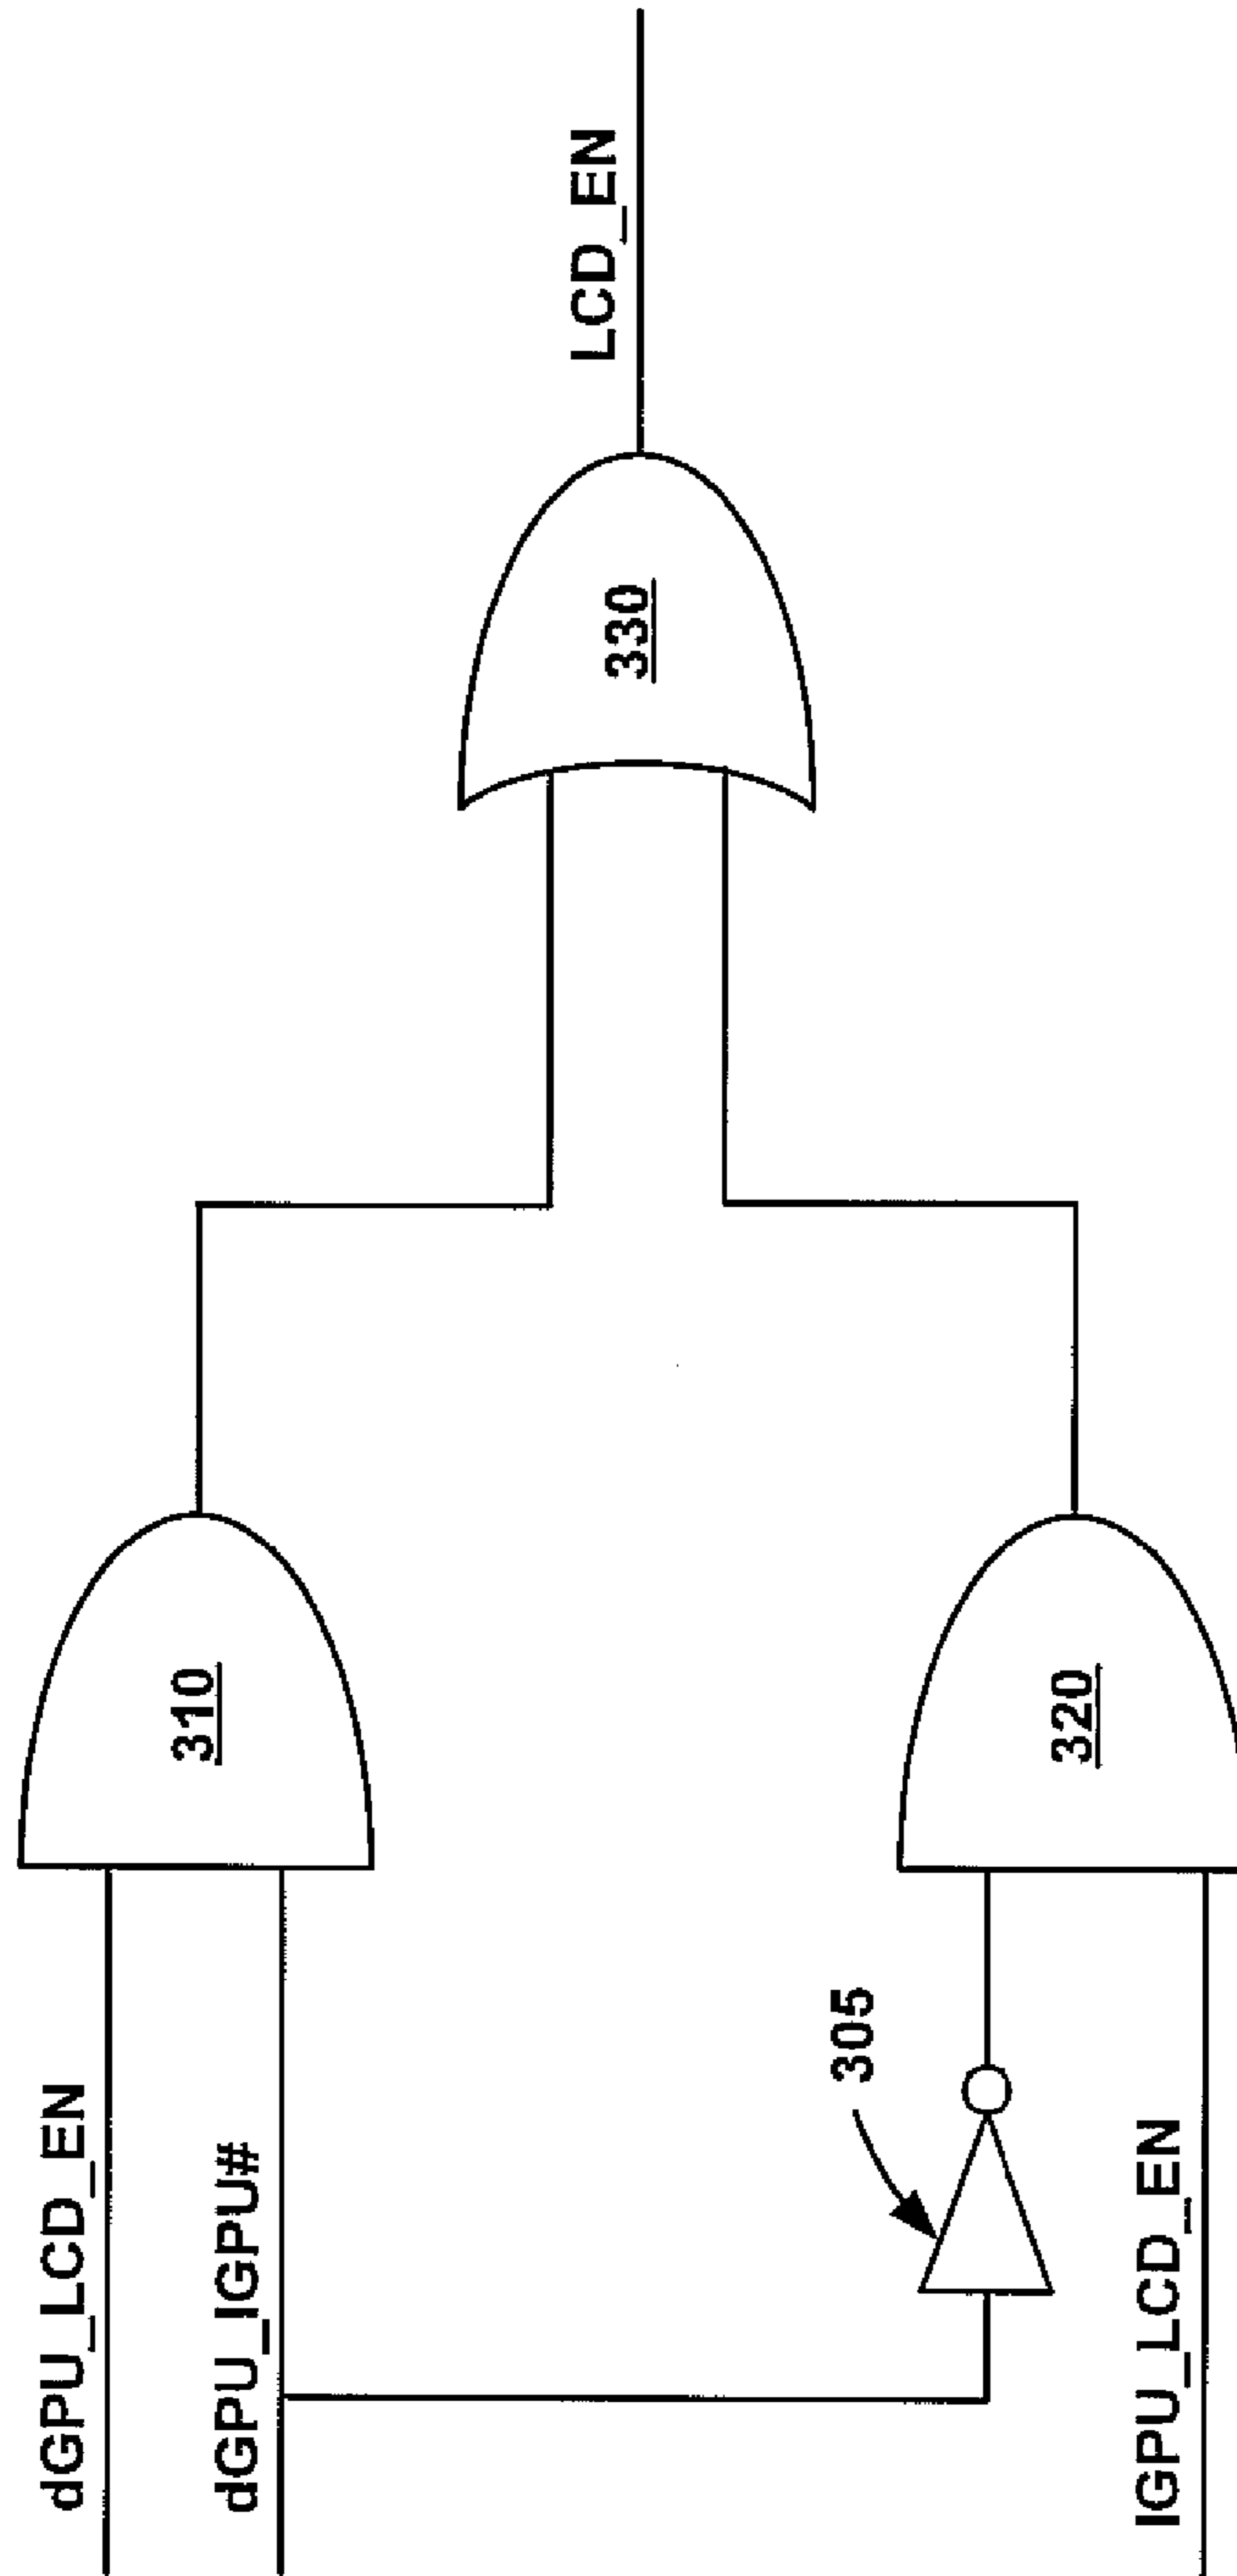 dGPU_LCD_EN
dGPU_IGPU#
310
305
IGPU_LCD_EN
320
330
LCD_EN